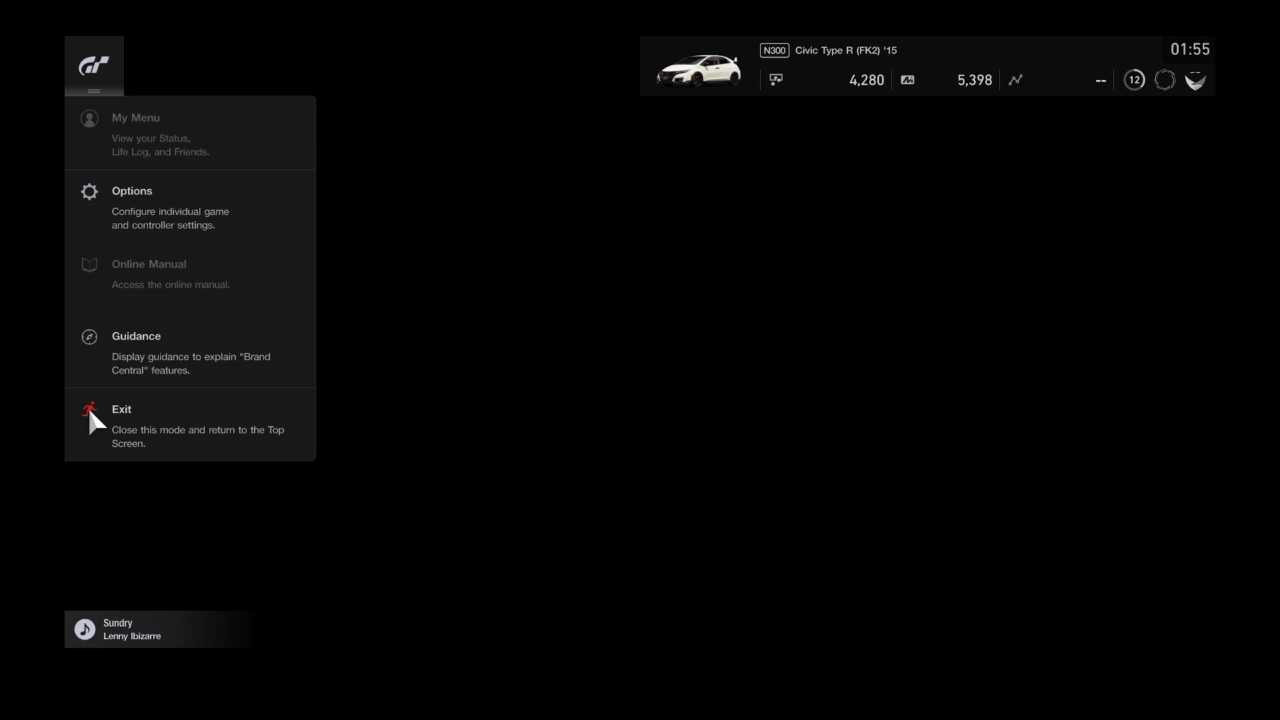 N300 Civic Type R (FK2) '15
01:55
4,280
5,398
--
12
--
My Menu
View your Status,
Life Log, and Friends.
Options
Configure individual game
and controller settings.
Online Manual
Access the online manual.
Guidance
Display guidance to explain "Brand
Central" features.
Exit
Close this mode and return to the Top
Screen.
Sundry
Lenny Ibizarre